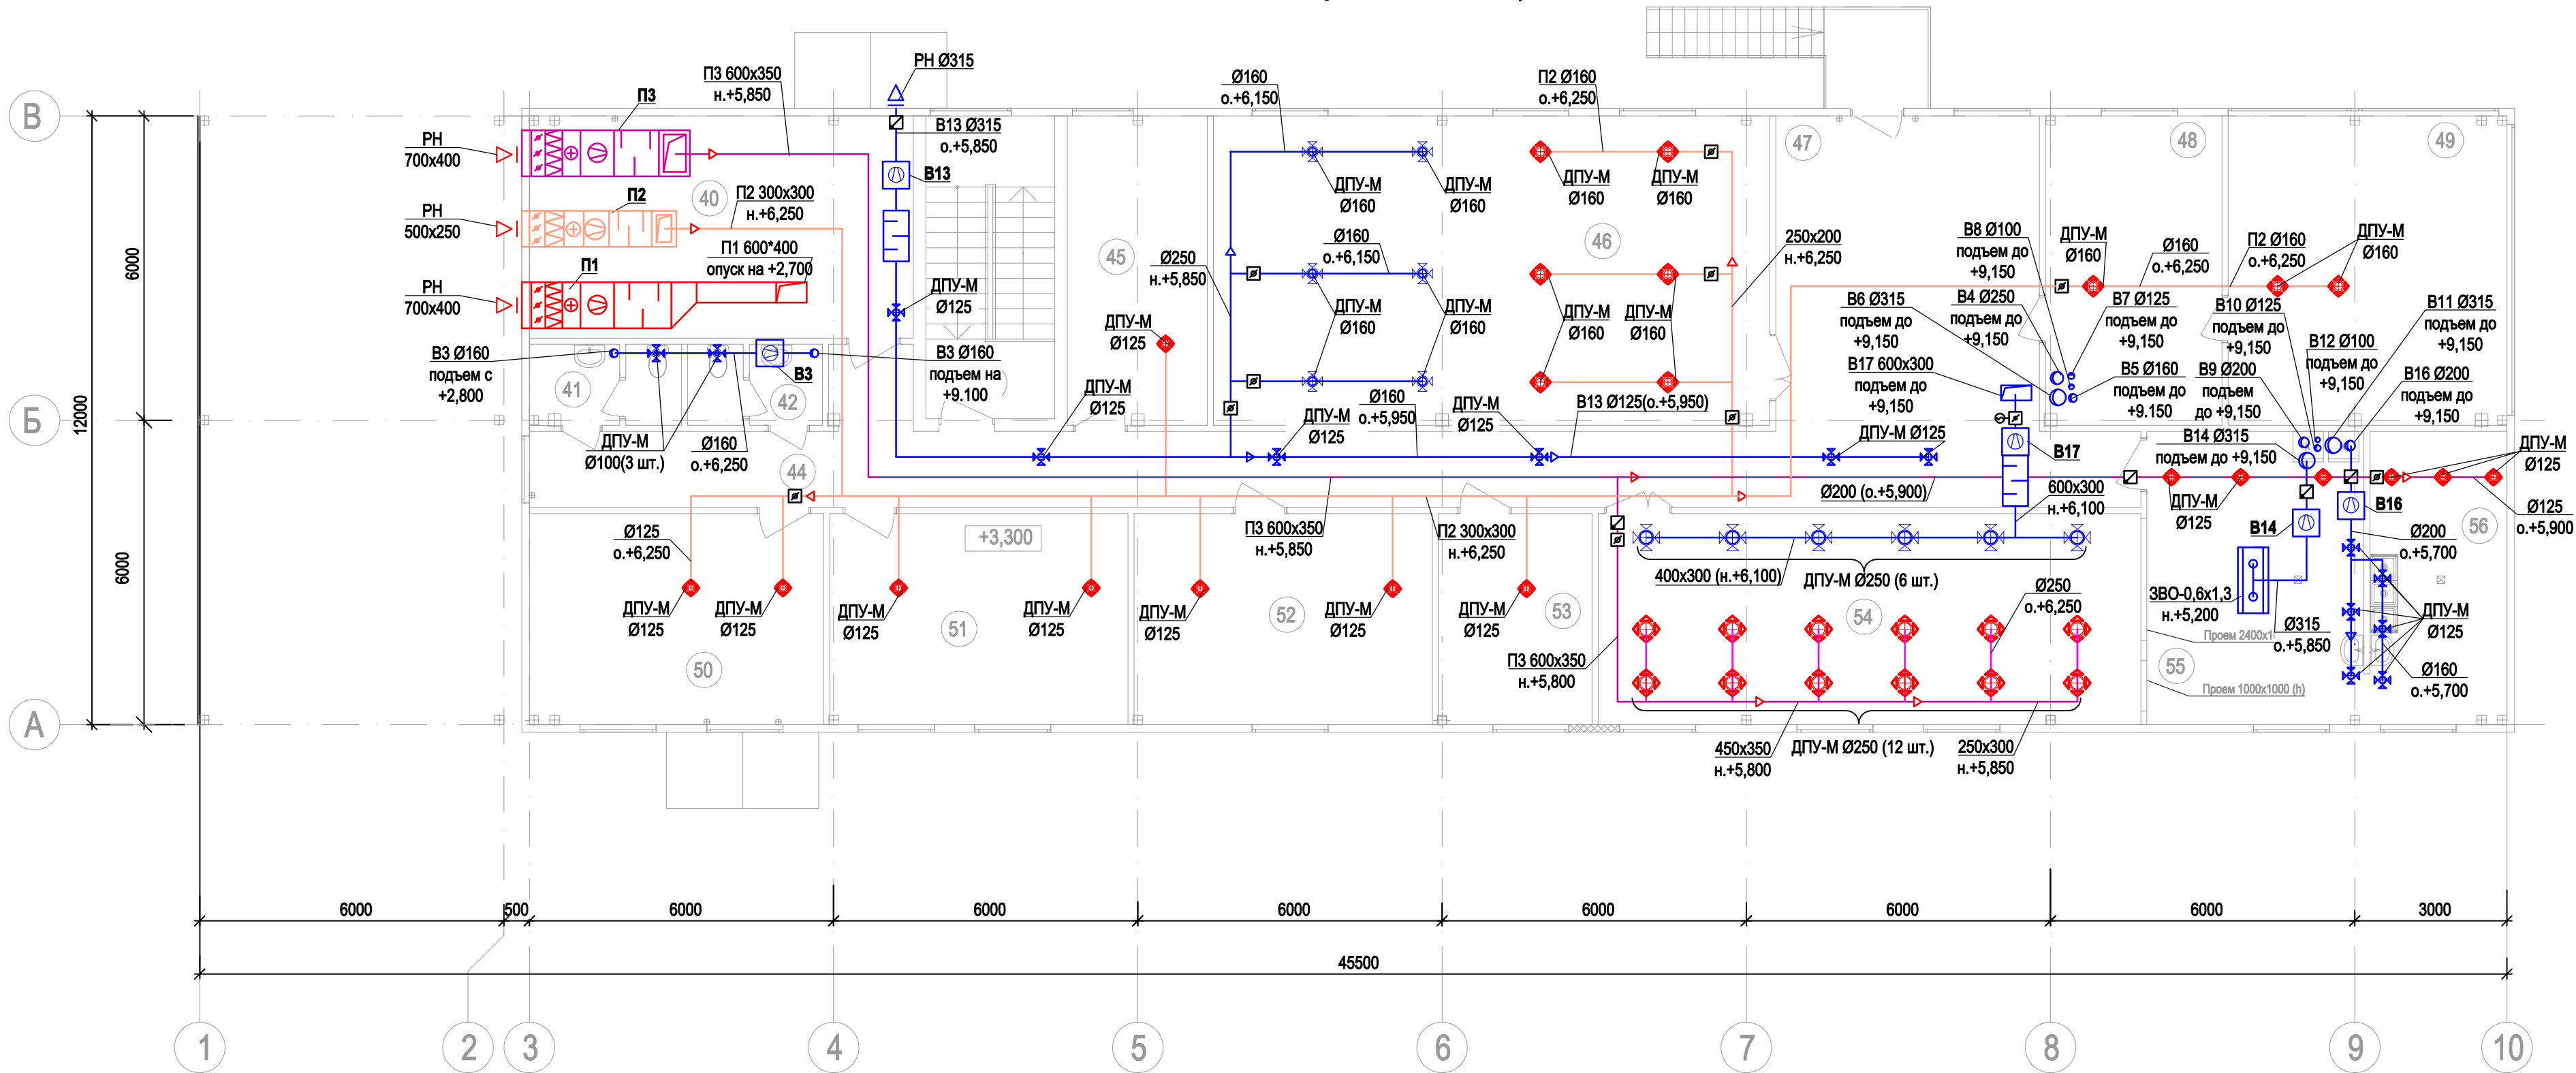 РН Ø315
П3 600x350
н.+5,850
П3
Ø160
о.+6,150
П2 Ø160
о.+6,250
В
В13 Ø315
о.+5,850
47
48
49
РН
700x400
В13
П2
40
П2 300x300
н.+6,250
ДПУ-М
Ø160
ДПУ-М
Ø160
ДПУ-М
Ø160
ДПУ-М
Ø160
РН
500x250
П1 600*400
опуск на +2,700
П1
45
46
Ø250
н.+5,850
Ø160
о.+6,150
250x200
н.+6,250
В8 Ø100
подъем до
+9,150
ДПУ-М
Ø160
Ø160
о.+6,250
П2 Ø160
о.+6,250
ДПУ-М
Ø160
6000
РН
700x400
ДПУ-М
Ø125
ДПУ-М
Ø125
ДПУ-М
Ø160
ДПУ-М
Ø160
ДПУ-М
Ø160
ДПУ-М
Ø160
В6 Ø315
подъем до
+9,150
В4 Ø250
подъем до
+9,150
В7 Ø125
подъем до
+9,150
В10 Ø125
подъем до
+9,150
В11 Ø315
подъем до
+9,150
В3 Ø160
подъем с
+2,800
В3
В3 Ø160
подъем на
+9.100
В17 600x300
подъем до
+9,150
В5 Ø160
подъем до
+9.150
В9 Ø200
подъем
до +9,150
В12 Ø100
подъем до
+9,150
В16 Ø200
подъем до
+9,150
41
42
12000
Б
ДПУ-М
Ø125
ДПУ-М
Ø125
Ø160
о.+5,950
ДПУ-М
Ø125
В13 Ø125(о.+5,950)
ДПУ-М Ø125
В17
В14 Ø315
подъем до +9,150
ДПУ-М
Ø125
ДПУ-М
Ø100(3 шт.)
Ø160
о.+6,250
44
Ø200 (о.+5,900)
600x300
н.+6,100
ДПУ-М
Ø125
В14
В16
Ø125
о.+5,900
56
Ø125
о.+6,250
+3,300
П3 600x350
н.+5,850
П2 300x300
н.+6,250
Ø200
о.+5,700
6000
400x300 (н.+6,100)
ДПУ-М Ø250 (6 шт.)
Ø250
о.+6,250
ЗВО-0,6x1,3
н.+5,200
ДПУ-М
Ø125
ДПУ-М
Ø125
ДПУ-М
Ø125
ДПУ-М
Ø125
ДПУ-М
Ø125
ДПУ-М
Ø125
ДПУ-М
Ø125
ДПУ-М
Ø125
50
51
52
53
54
55
Проем 2400x1
Ø315
о.+5,850
П3 600x350
н.+5,800
Проем 1000x1000 (h)
Ø160
о.+5,700
А
450x350
н.+5,800
ДПУ-М Ø250 (12 шт.)
250x300
н.+5,850
6000
500
6000
6000
6000
6000
6000
6000
3000
45500
1
2
3
4
5
6
7
8
9
10